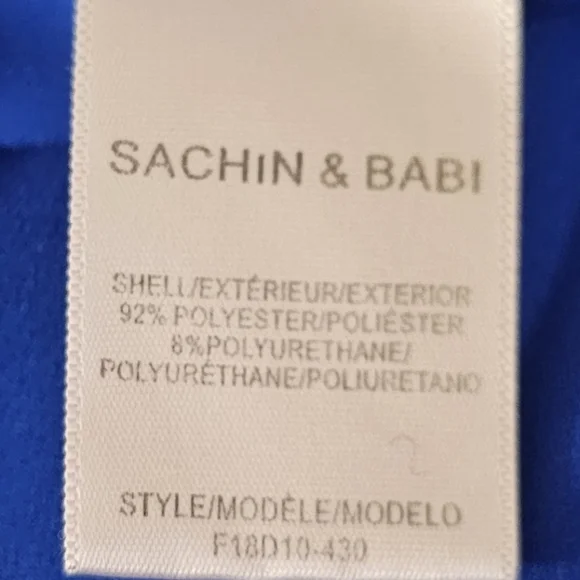 SACHIN & BABI
SHELL/EXTÉRIEUR/EXTERIOR
92% POLYESTER/POLIÉSTER
8%POLYURETHANE/
POLYURÉTHANE/POLIURETANO
STYLE/MODÈLE/MODELO
F18D10-430